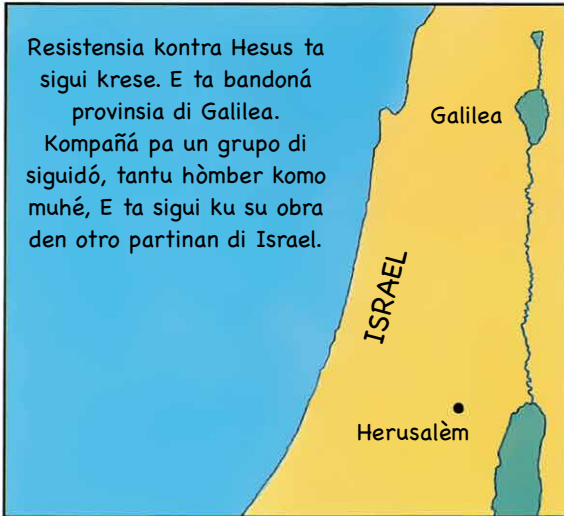 Resistensia kontra Hesus ta
sigui krese. E ta bandoná
provinsia di Galilea.
Kompañá pa un grupo di
siguidó, tantu hòmber komo
muhé, E ta sigui ku su obra
den otro partinan di Israel.
Galilea
ISRAEL
Herusalèm